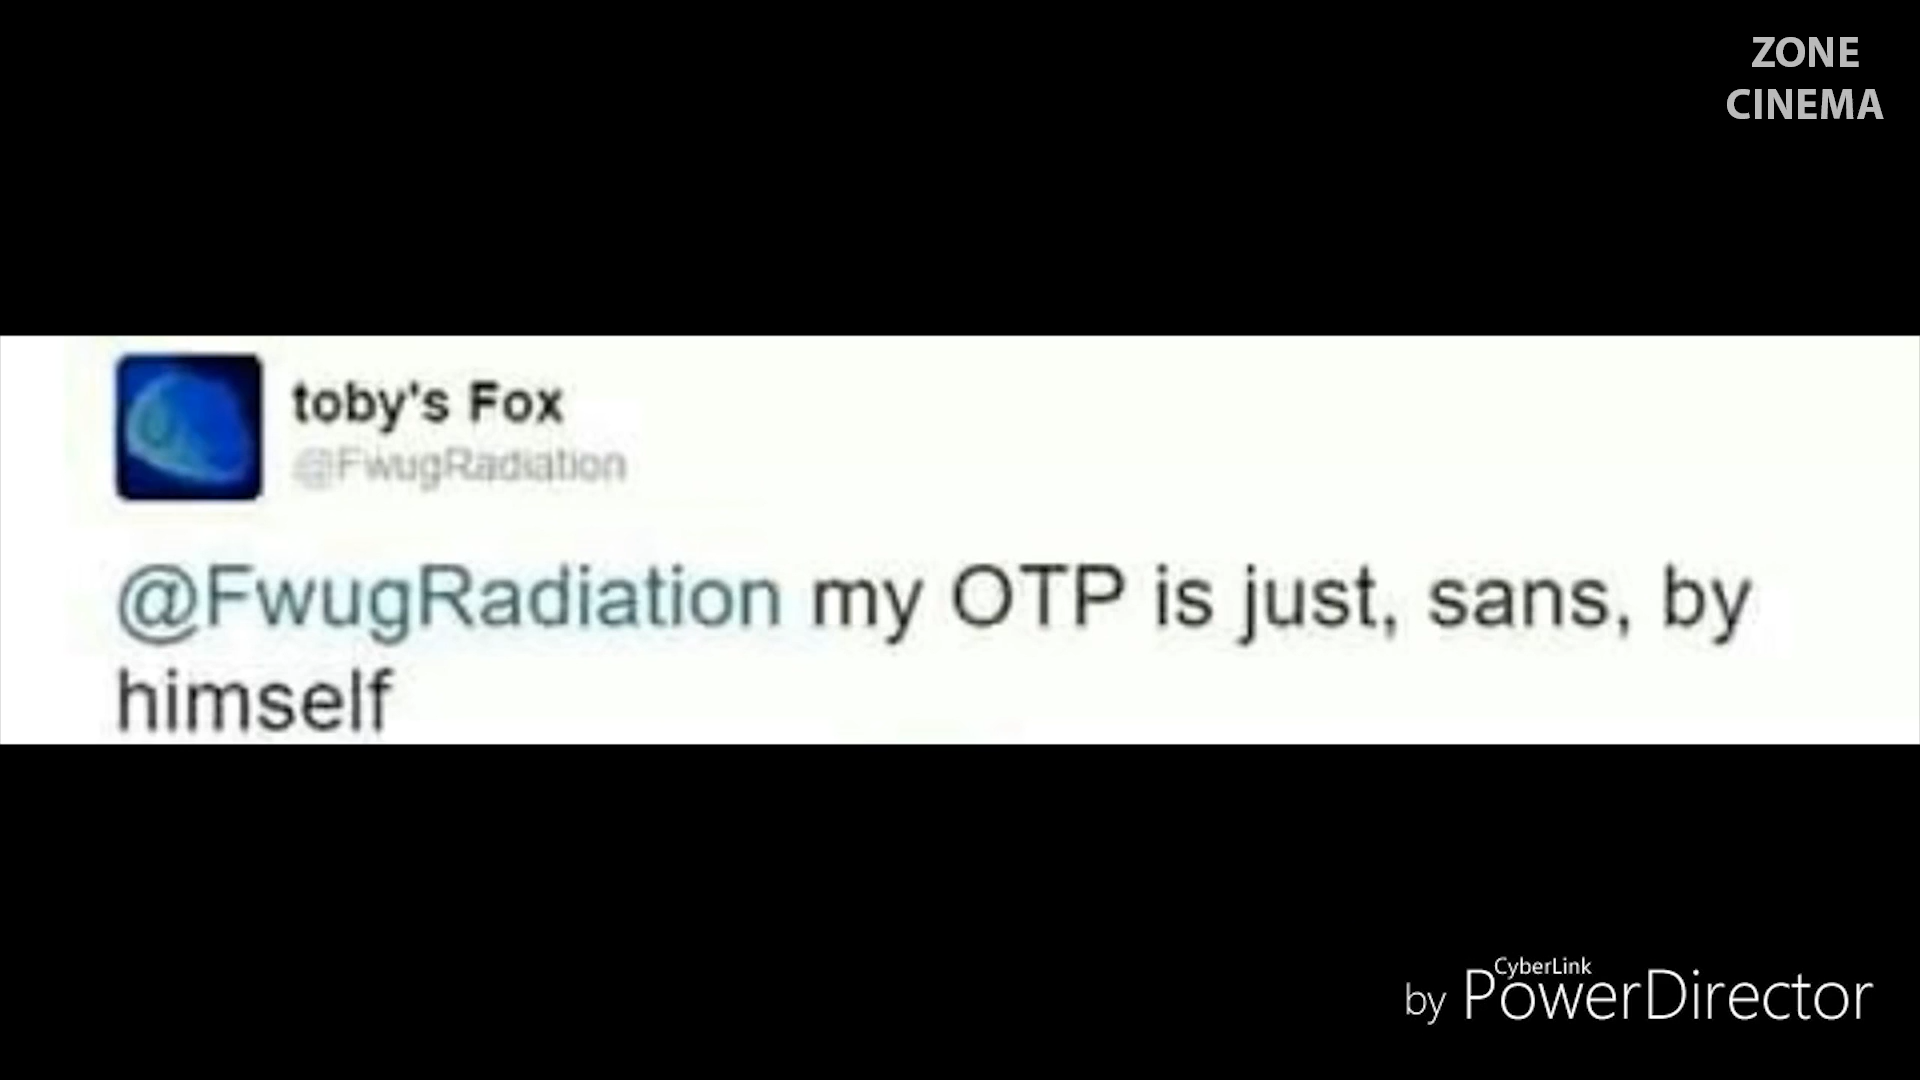 ZONE
CINEMA
toby's Fox
@FwugRadiation
@FwugRadiation my OTP is just, sans, by
himself
CyberLink
by PowerDirector